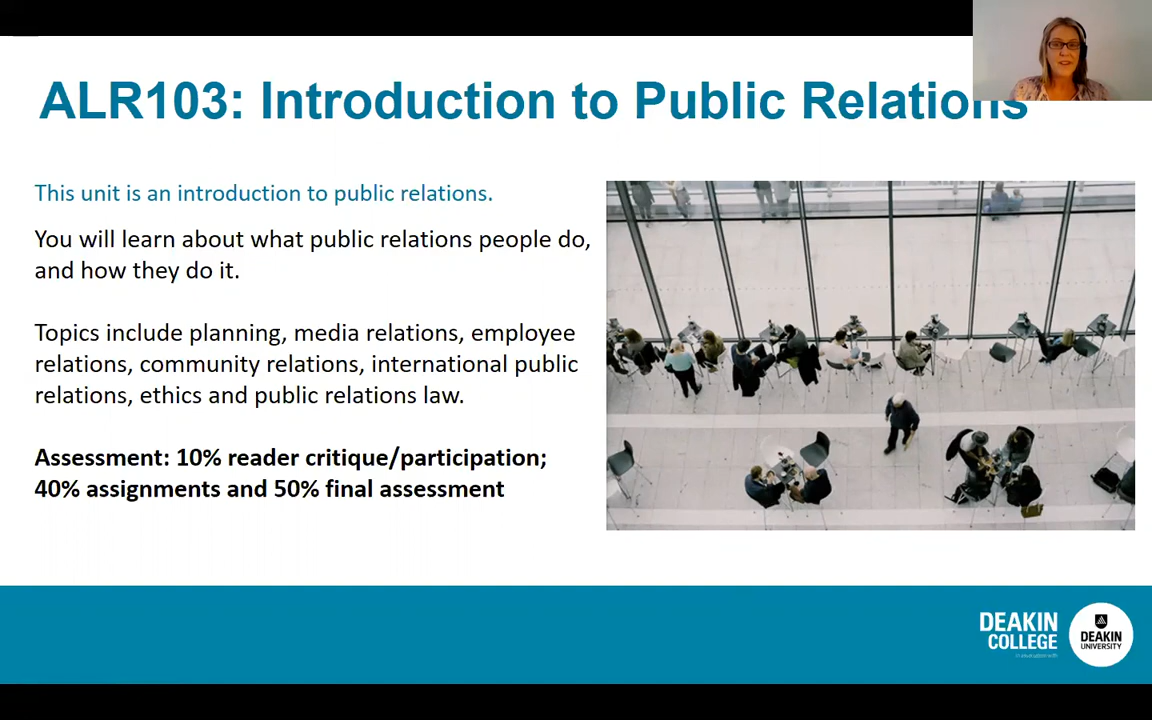 ALR103: Introduction to Public Relations
This unit is an introduction to public relations.
You will learn about what public relations people do,
and how they do it.
Topics include planning, media relations, employee
relations, community relations, international public
relations, ethics and public relations law.
Assessment: 10% reader critique/participation;
40% assignments and 50% final assessment
DEAKIN
COLLEGE
DEAKIN
UNIVERSITY